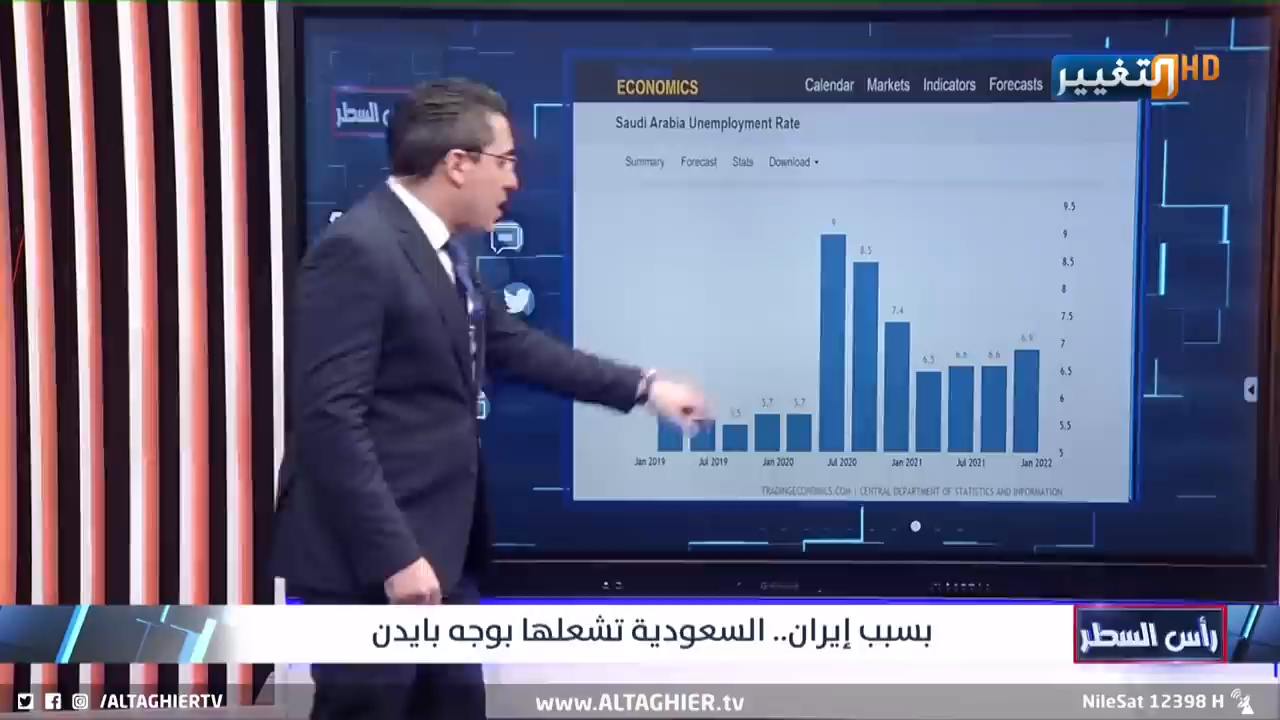 التغيير HD
ECONOMICS
Calendar Markets Indicators Forecasts
رأس السطر
Saudi Arabia Unemployment Rate
Summary Forecast Stats Download
9.5
9
8.5
8
7.5
7
6.5
6
5.5
5
5.7
5.7
9
8.5
7.4
6.5
6.6
6.6
6.9
Jan 2019 Jul 2019 Jan 2020 Jul 2020 Jan 2021 Jul 2021 Jan 2022
TRADINGECONOMICS.COM | CENTRAL DEPARTMENT OF STATISTICS AND INFORMATION
بسبب إيران.. السعودية تشعلها بوجه بايدن
رأس السطر
/ALTAGHIERTV
www.ALTAGHIER.tv
NileSat 12398 H